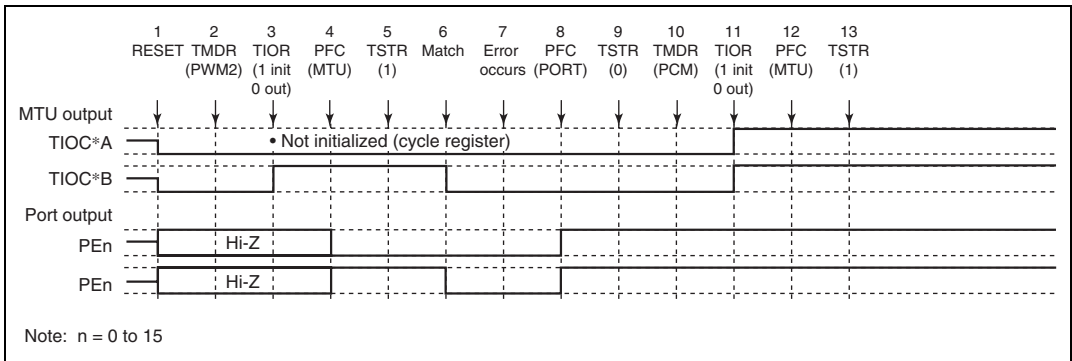 1 2 3 4 5 6 7 8 9 10 11 12 13
RESET TMDR TIOR PFC TSTR Match Error PFC TSTR TMDR TIOR PFC TSTR
(PWM2) (1 init (MTU) (1) occurs (PORT) (0) (PCM) (1 init (MTU) (1)
0 out) 0 out)
MTU output
TIOC*A • Not initialized (cycle register)
TIOC*B
Port output
PEn Hi-Z
PEn Hi-Z
Note: n = 0 to 15